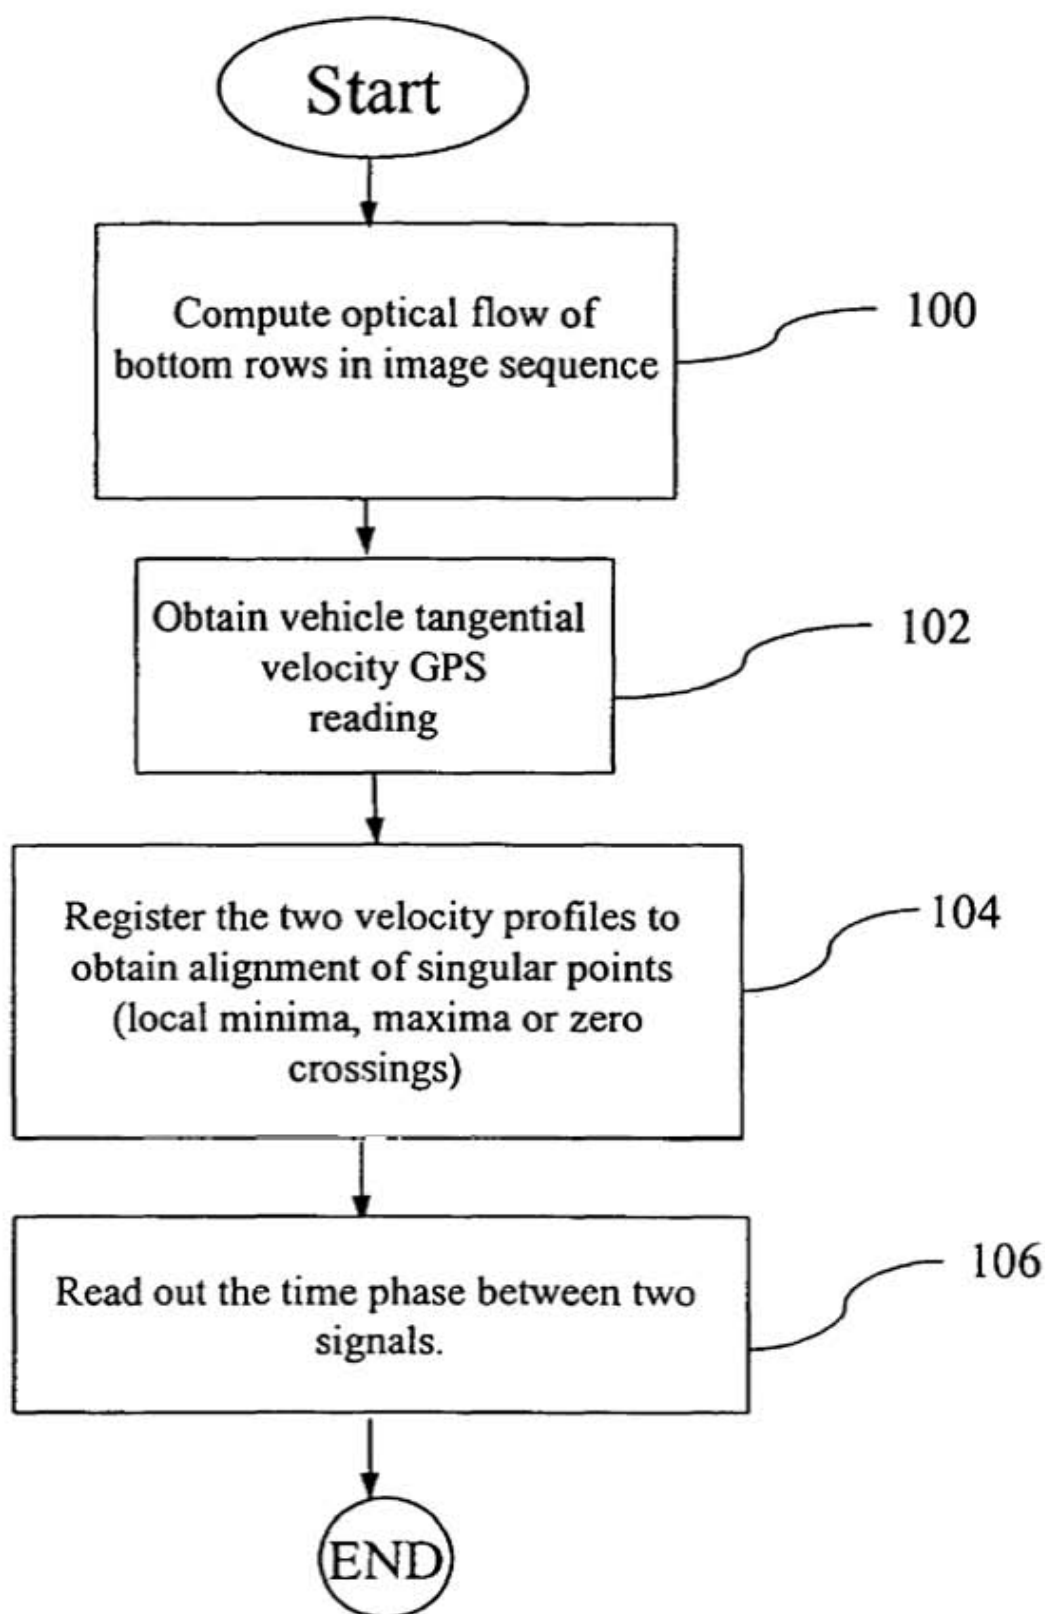 Start
Compute optical flow of
bottom rows in image sequence
100
Obtain vehicle tangential
velocity GPS
reading
102
Register the two velocity profiles to
obtain alignment of singular points
(local minima, maxima or zero
crossings)
104
Read out the time phase between two
signals.
106
END